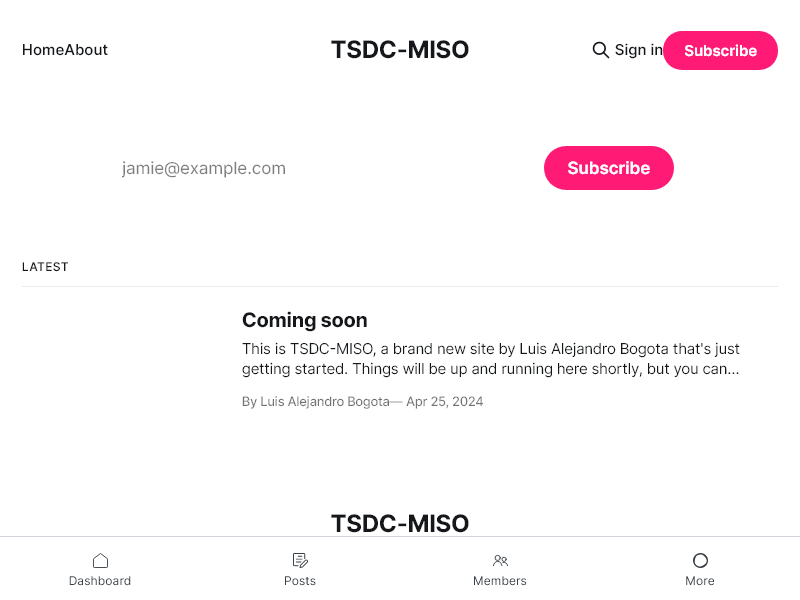 HomeAbout
TSDC-MISO
Sign in
Subscribe
jamie@example.com
Subscribe
LATEST
Coming soon
This is TSDC-MISO, a brand new site by Luis Alejandro Bogota that's just
getting started. Things will be up and running here shortly, but you can…
By Luis Alejandro Bogota— Apr 25, 2024
TSDC-MISO
Dashboard
Posts
Members
More